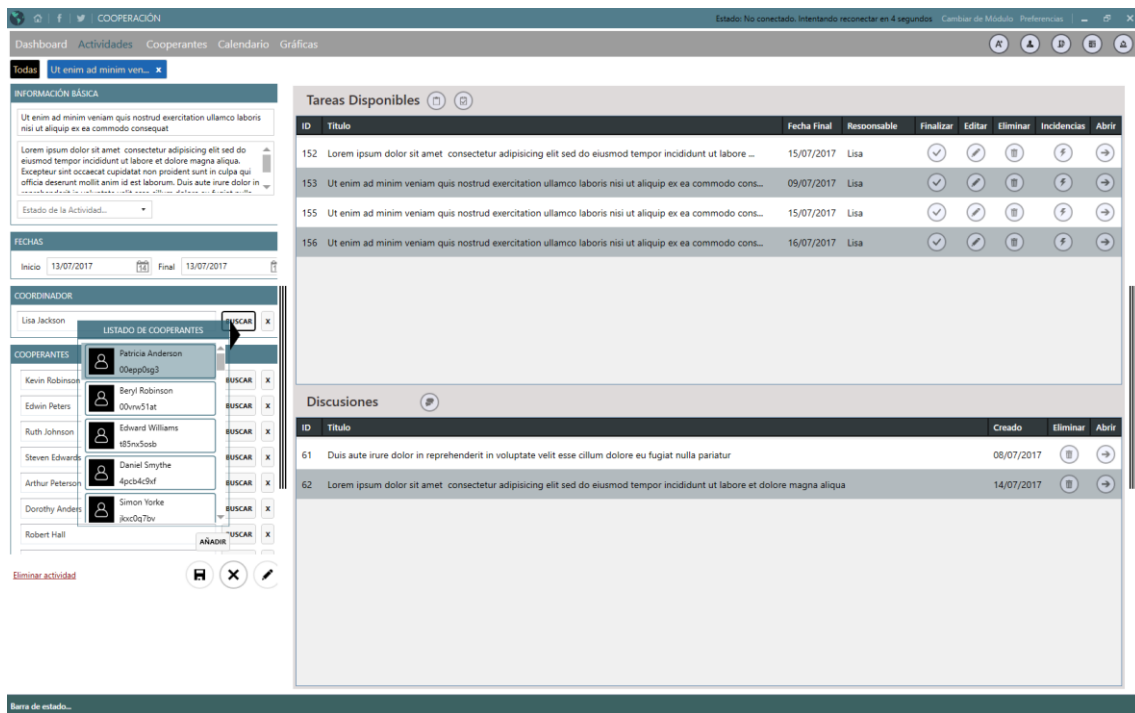 COOPERACIÓN
Estado: No conectado. Intentando reconectar en 4 segundos Cambiar de Módulo Preferencias
Dashboard Actividades Cooperantes Calendario Gráficas
Todas Ut enim ad minim ven... x
INFORMACIÓN BÁSICA
Ut enim ad minim veniam quis nostrud exercitation ullamco laboris
nisi ut aliquip ex ea commodo consequat
Lorem ipsum dolor sit amet consectetur adipisicing elit sed do
eiusmod tempor incididunt ut labore et dolore magna aliqua.
Excepteur sint occaecat cupidatat non proident sunt in culpa qui
officia deserunt mollit anim id est laborum. Duis aute irure dolor in
Estado de la Actividad...
FECHAS
Inicio 13/07/2017 14 Final 13/07/2017
COORDINADOR
Lisa Jackson BUSCAR X
LISTADO DE COOPERANTES
Patricia Anderson
00epp0sg3
Beryl Robinson
00vrw51at
Edward Williams
t85nx5osb
Daniel Smythe
4pcb4c9xf
Simon Yorke
jkxc0q7bv
COOPERANTES
Kevin Robinson BUSCAR X
Edwin Peters BUSCAR X
Ruth Johnson BUSCAR X
Steven Edwards BUSCAR X
Arthur Peterson BUSCAR X
Dorothy Anders BUSCAR X
Robert Hall BUSCAR X
AÑADIR
Eliminar actividad
Tareas Disponibles
ID Título Fecha Final Responsable Finalizar Editar Eliminar Incidencias Abrir
152 Lorem ipsum dolor sit amet consectetur adipisicing elit sed do eiusmod tempor incididunt ut labore ... 15/07/2017 Lisa
153 Ut enim ad minim veniam quis nostrud exercitation ullamco laboris nisi ut aliquip ex ea commodo cons... 09/07/2017 Lisa
155 Ut enim ad minim veniam quis nostrud exercitation ullamco laboris nisi ut aliquip ex ea commodo cons... 15/07/2017 Lisa
156 Ut enim ad minim veniam quis nostrud exercitation ullamco laboris nisi ut aliquip ex ea commodo cons... 16/07/2017 Lisa
Discusiones
ID Título Creado Eliminar Abrir
61 Duis aute irure dolor in reprehenderit in voluptate velit esse cillum dolore eu fugiat nulla pariatur 08/07/2017
62 Lorem ipsum dolor sit amet consectetur adipisicing elit sed do eiusmod tempor incididunt ut labore et dolore magna aliqua 14/07/2017
Barra de estado...